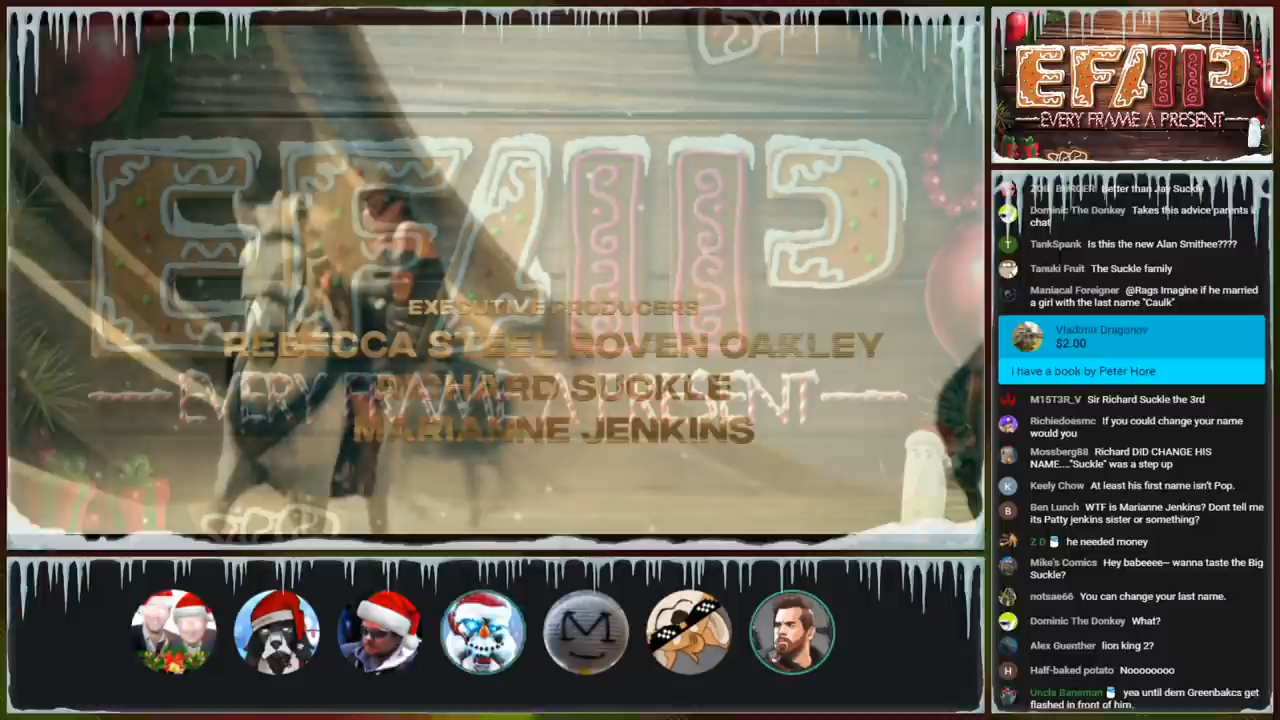 EFAIIP
EVERY FRAME A PRESENT
EXECUTIVE PRODUCERS
REBECCA STEEL ROVEN OAKLEY
RICHARD SUCKLE
MARIANNE JENKINS
M
EFAIIP
EVERY FRAME A PRESENT
Better than Jay Suckle
Dominic The Donkey Takes this advice parents in
chat
TankSpank Is this the new Alan Smithee????
Tanuki Fruit The Suckle family
Maniacal Foreigner @Rags Imagine if he married
a girl with the last name "Caulk"
Vladimir Dragonov
$2.00
I have a book by Peter Hore
M15T3R_V Sir Richard Suckle the 3rd
Richiedoesmc If you could change your name
would you
Mossberg88 Richard DID CHANGE HIS
NAME...."Suckle" was a step up
K Keely Chow At least his first name isn't Pop.
B Ben Lunch WTF is Marianne Jenkins? Dont tell me
its Patty jenkins sister or something?
Z D he needed money
Mike's Comics Hey babeeee-- wanna taste the Big
Suckle?
notsae66 You can change your last name.
Dominic The Donkey What?
Alex Guenther lion king 2?
H Half-baked potato Noooooooo
Uncle Baneman yea until dem Greenbakcs get
flashed in front of him.